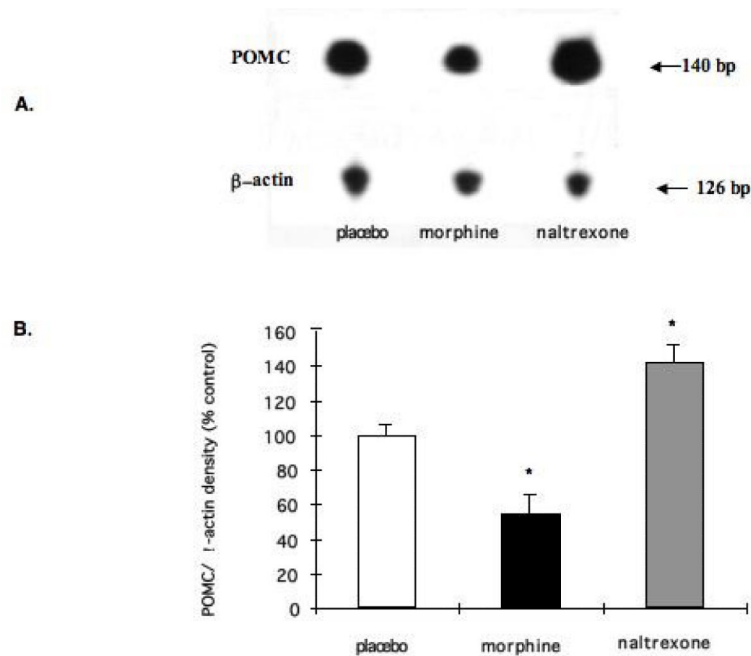 A.
POMC
←140 bp
β-actin
← 126 bp
placebo morphine naltrexone
B.
POMC/ ι-actin density (% control)
160
140
120
100
80
60
40
20
0
*
*
placebo morphine naltrexone